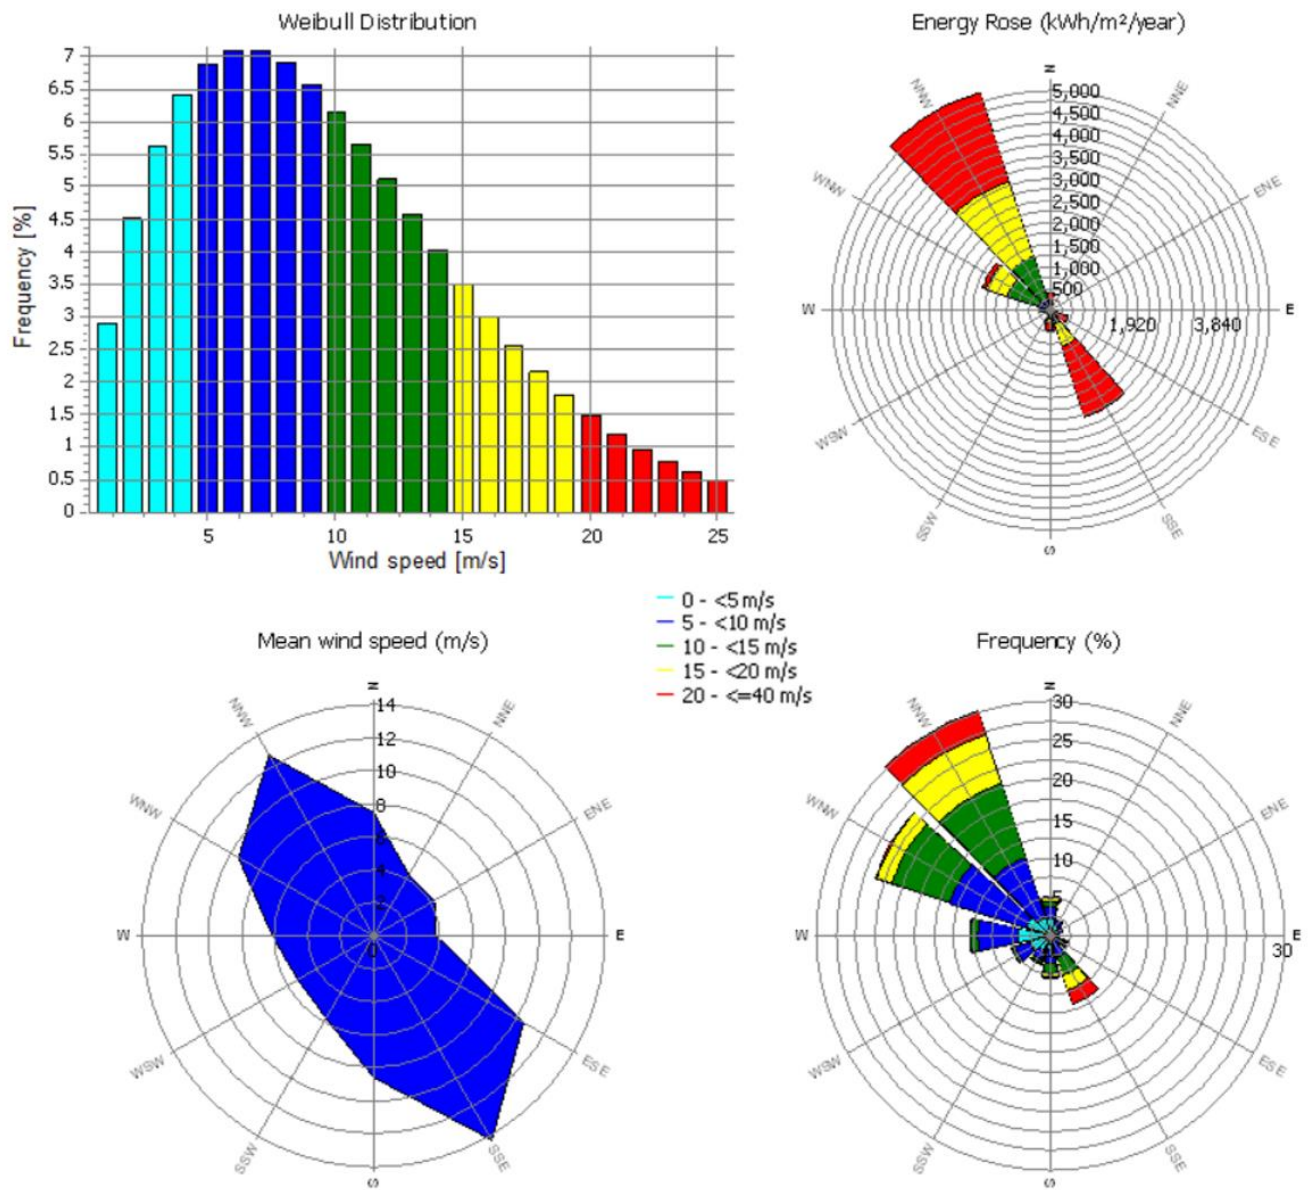 Weibull Distribution
Frequency [%]
7
6.5
6
5.5
5
4.5
4
3.5
3
2.5
2
1.5
1
0.5
0
5 10 15 20 25
Wind speed [m/s]
Energy Rose (kWh/m²/year)
N
NNW
NNE
WNW
ENE
W
E
WSW
ESE
SSW
SSE
S
5,000
4,500
4,000
3,500
3,000
2,500
2,000
1,500
1,000
500
1,920 3,840
0 - <5 m/s
5 - <10 m/s
10 - <15 m/s
15 - <20 m/s
20 - <=40 m/s
Mean wind speed (m/s)
N
NNW
NNE
WNW
ENE
W
E
WSW
ESE
SSW
SSE
S
14
12
10
8
6
4
2
0
Frequency (%)
N
NNW
NNE
WNW
ENE
W
E
WSW
ESE
SSW
SSE
S
30
25
20
15
10
5
30